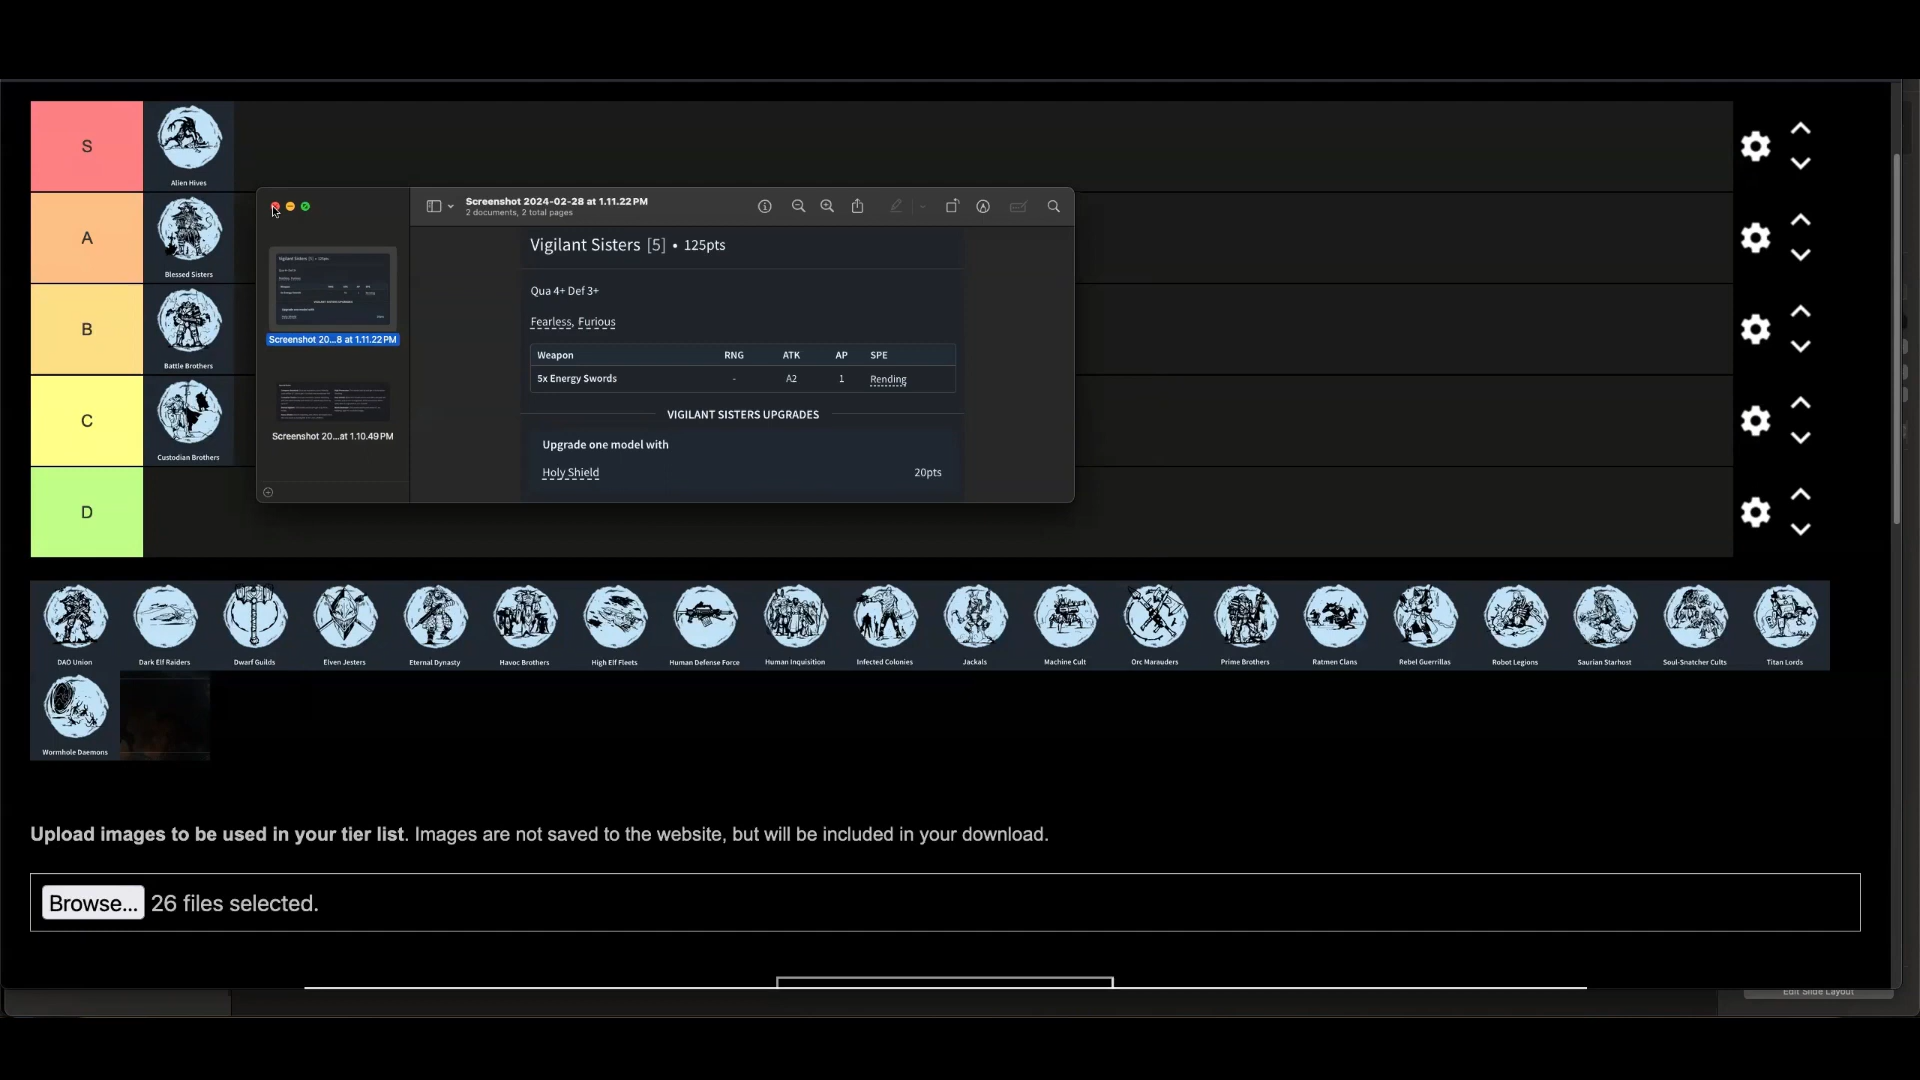 S
Alien Hives
A
Blessed Sisters
B
Battle Brothers
C
Custodian Brothers
D
Screenshot 2024-02-28 at 1.11.22 PM
2 documents, 2 total pages
Screenshot 20...8 at 1.11.22 PM
Screenshot 20...at 1.10.49 PM
Vigilant Sisters [5] • 125pts
Qua 4+ Def 3+
Fearless, Furious
Weapon RNG ATK AP SPE
5x Energy Swords - A2 1 Rending
VIGILANT SISTERS UPGRADES
Upgrade one model with
Holy Shield 20pts
DAO Union Dark Elf Raiders Dwarf Guilds Elven Jesters Eternal Dynasty Havoc Brothers High Elf Fleets Human Defense Force Human Inquisition Infected Colonies Jackals Machine Cult Orc Marauders Prime Brothers Ratmen Clans Rebel Guerrillas Robot Legions Saurian Starhost Soul-Snatcher Cults Titan Lords
Wormhole Daemons
Upload images to be used in your tier list. Images are not saved to the website, but will be included in your download.
Browse... 26 files selected.
Edit Slide Layout